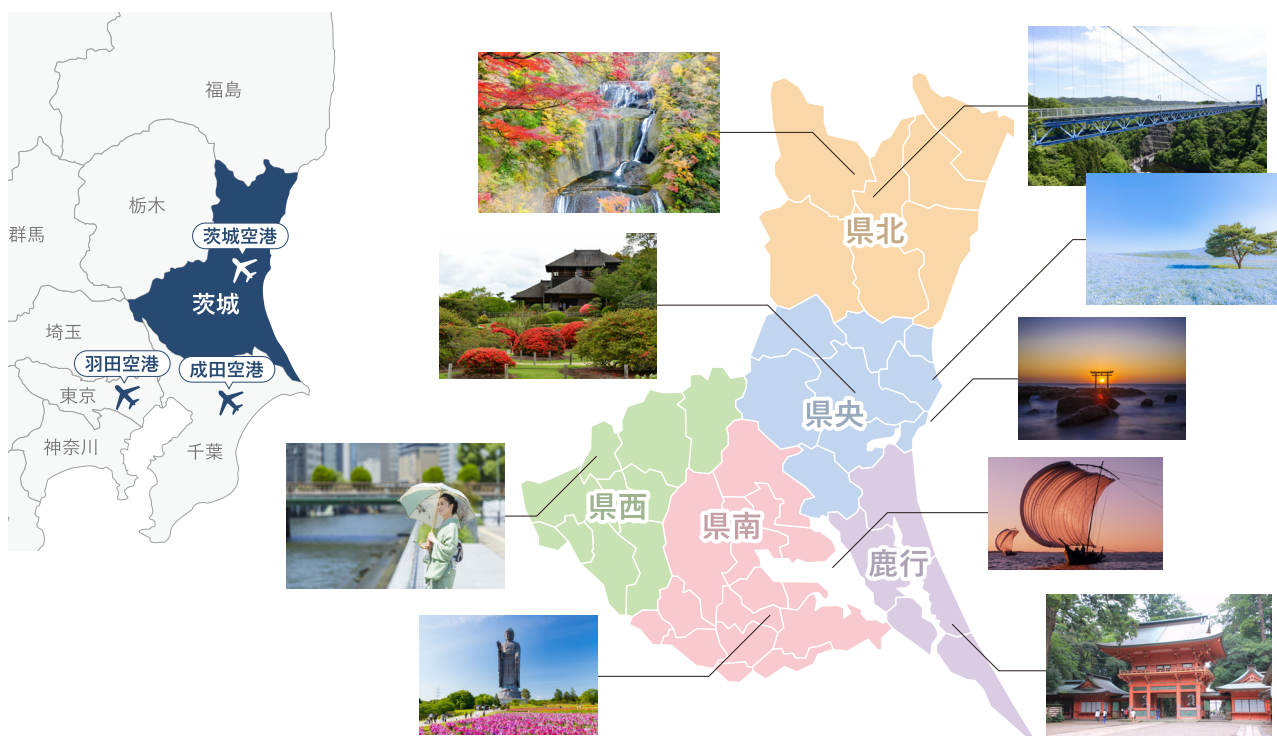 福島
栃木
群馬
茨城空港
茨城
埼玉
羽田空港
成田空港
東京
神奈川
千葉
県北
県央
県西
県南
鹿行